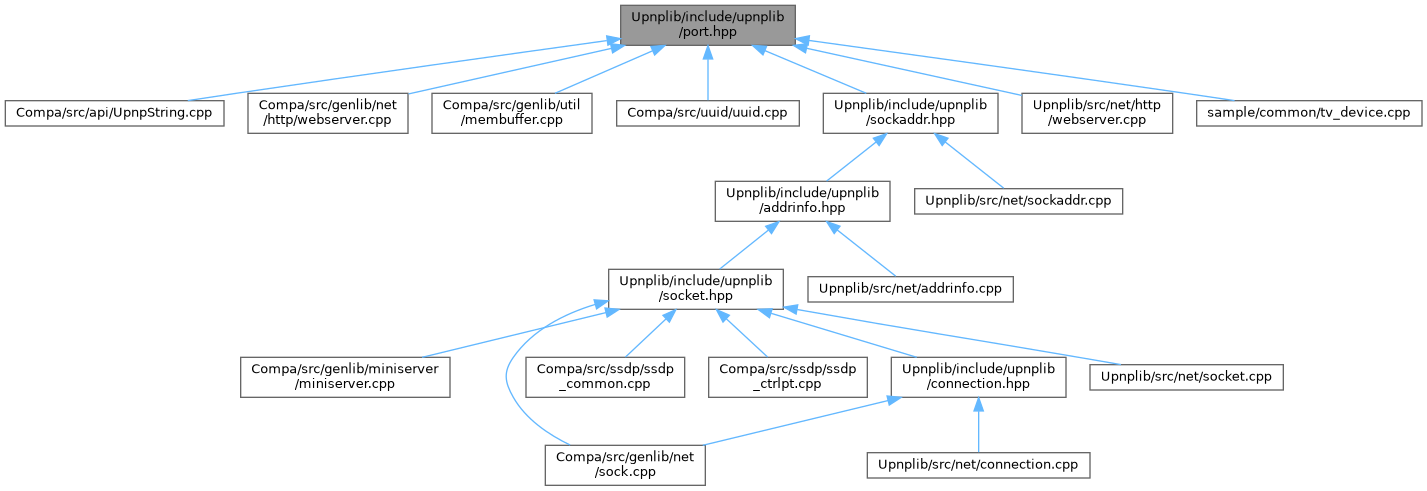 Upnplib/include/upnplib
/port.hpp
Compa/src/api/UpnpString.cpp
Compa/src/genlib/net
/http/webserver.cpp
Compa/src/genlib/util
/membuffer.cpp
Compa/src/uuid/uuid.cpp
Upnplib/include/upnplib
/sockaddr.hpp
Upnplib/src/net/http
/webserver.cpp
sample/common/tv_device.cpp
Upnplib/include/upnplib
/addrinfo.hpp
Upnplib/src/net/sockaddr.cpp
Upnplib/include/upnplib
/socket.hpp
Upnplib/src/net/addrinfo.cpp
Compa/src/genlib/miniserver
/miniserver.cpp
Compa/src/ssdp/ssdp
_common.cpp
Compa/src/ssdp/ssdp
_ctrlpt.cpp
Upnplib/include/upnplib
/connection.hpp
Upnplib/src/net/socket.cpp
Compa/src/genlib/net
/sock.cpp
Upnplib/src/net/connection.cpp